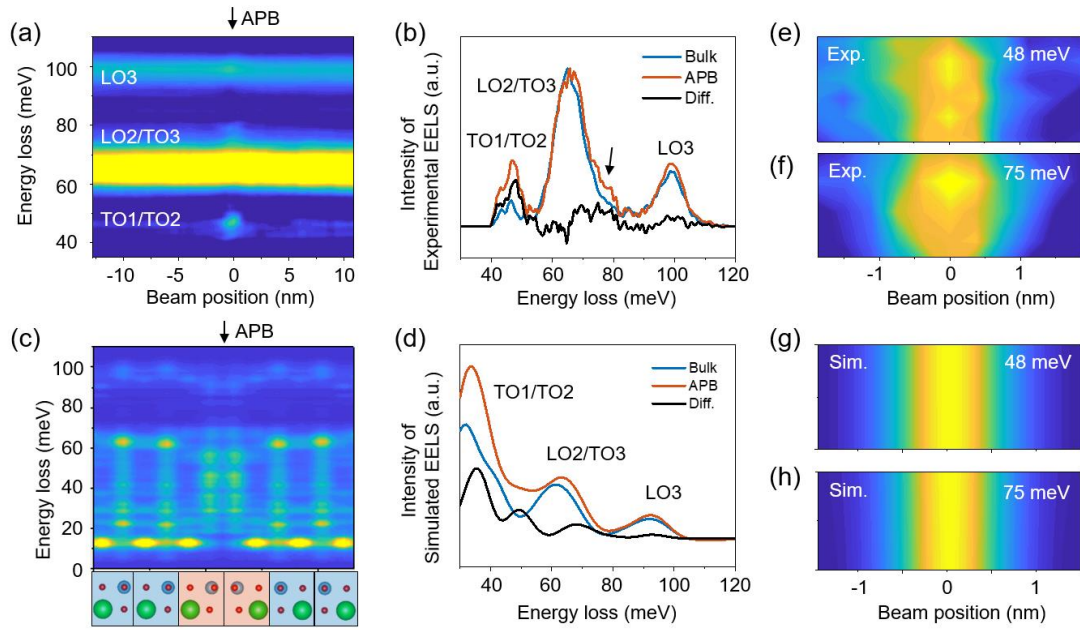 (a)
APB
Energy loss (meV)
100
80
60
40
LO3
LO2/TO3
TO1/TO2
-10
-5
0
5
10
Beam position (nm)
(b)
Intensity of
Experimental EELS (a.u.)
Bulk
APB
Diff.
LO2/TO3
TO1/TO2
LO3
40
60
80
100
120
Energy loss (meV)
(e)
Exp.
48 meV
(f)
Exp.
75 meV
-1
0
1
Beam position (nm)
(c)
APB
Energy loss (meV)
100
80
60
40
20
0
(d)
Intensity of
Simulated EELS (a.u.)
Bulk
APB
Diff.
TO1/TO2
LO2/TO3
LO3
40
60
80
100
120
Energy loss (meV)
(g)
Sim.
48 meV
(h)
Sim.
75 meV
-1
0
1
Beam position (nm)